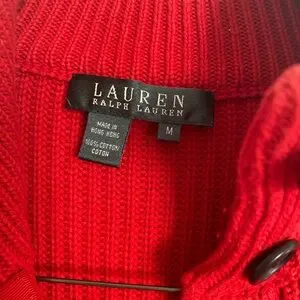 LAUREN
RALPH LAUREN
MADE IN
HONG KONG
M
100% COTTON
COTON